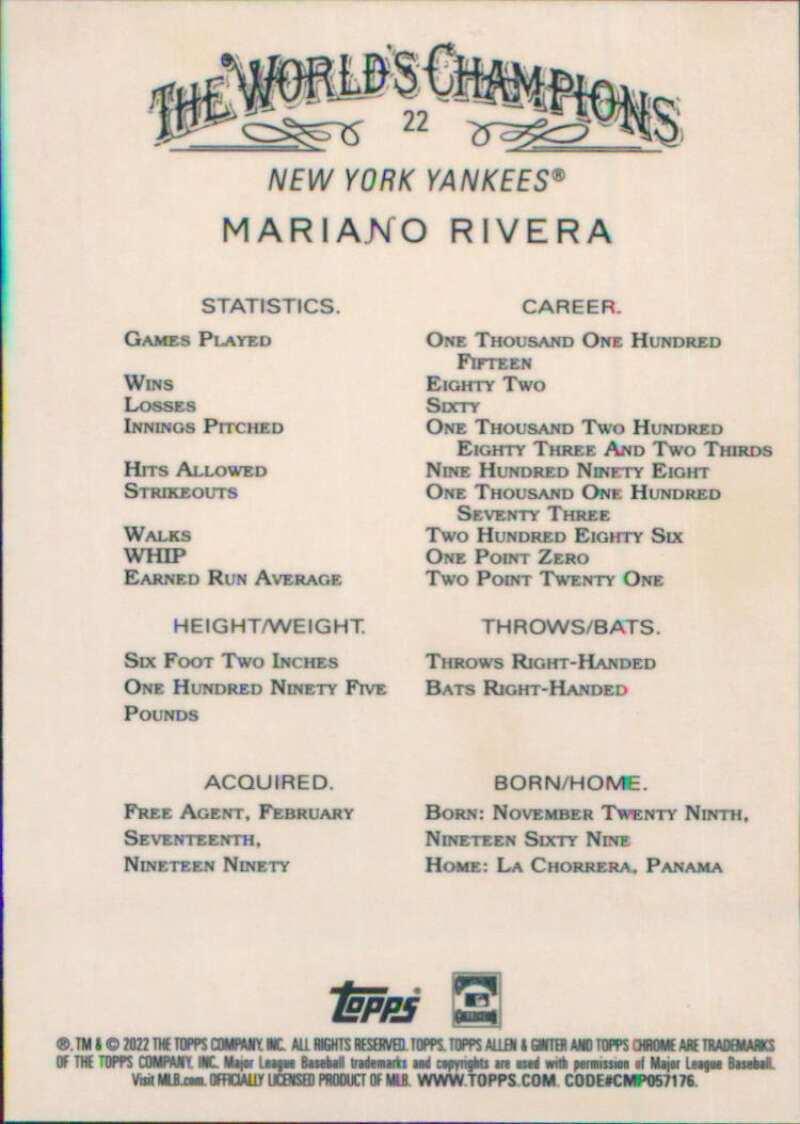 THE WORLD'S CHAMPIONS
22
NEW YORK YANKEES®
MARIANO RIVERA
STATISTICS. CAREER.
GAMES PLAYED ONE THOUSAND ONE HUNDRED
FIFTEEN
WINS EIGHTY TWO
LOSSES SIXTY
INNINGS PITCHED ONE THOUSAND TWO HUNDRED
EIGHTY THREE AND TWO THIRDS
HITS ALLOWED NINE HUNDRED NINETY EIGHT
STRIKEOUTS ONE THOUSAND ONE HUNDRED
SEVENTY THREE
WALKS TWO HUNDRED EIGHTY SIX
WHIP ONE POINT ZERO
EARNED RUN AVERAGE TWO POINT TWENTY ONE
HEIGHT/WEIGHT. THROWS/BATS.
SIX FOOT TWO INCHES THROWS RIGHT-HANDED
ONE HUNDRED NINETY FIVE BATS RIGHT-HANDED
POUNDS
ACQUIRED. BORN/HOME.
FREE AGENT, FEBRUARY BORN: NOVEMBER TWENTY NINTH,
SEVENTEENTH, NINETEEN SIXTY NINE
NINETEEN NINETY HOME: LA CHORRERA, PANAMA
Topps®
COOPERSTOWN
COLLECTION
®, TM & © 2022 THE TOPPS COMPANY, INC. ALL RIGHTS RESERVED. TOPPS, TOPPS ALLEN & GINTER AND TOPPS CHROME ARE TRADEMARKS
OF THE TOPPS COMPANY, INC. Major League Baseball trademarks and copyrights are used with permission of Major League Baseball.
Visit MLB.com. OFFICIALLY LICENSED PRODUCT OF MLB. WWW.TOPPS.COM. CODE#CMP057176.